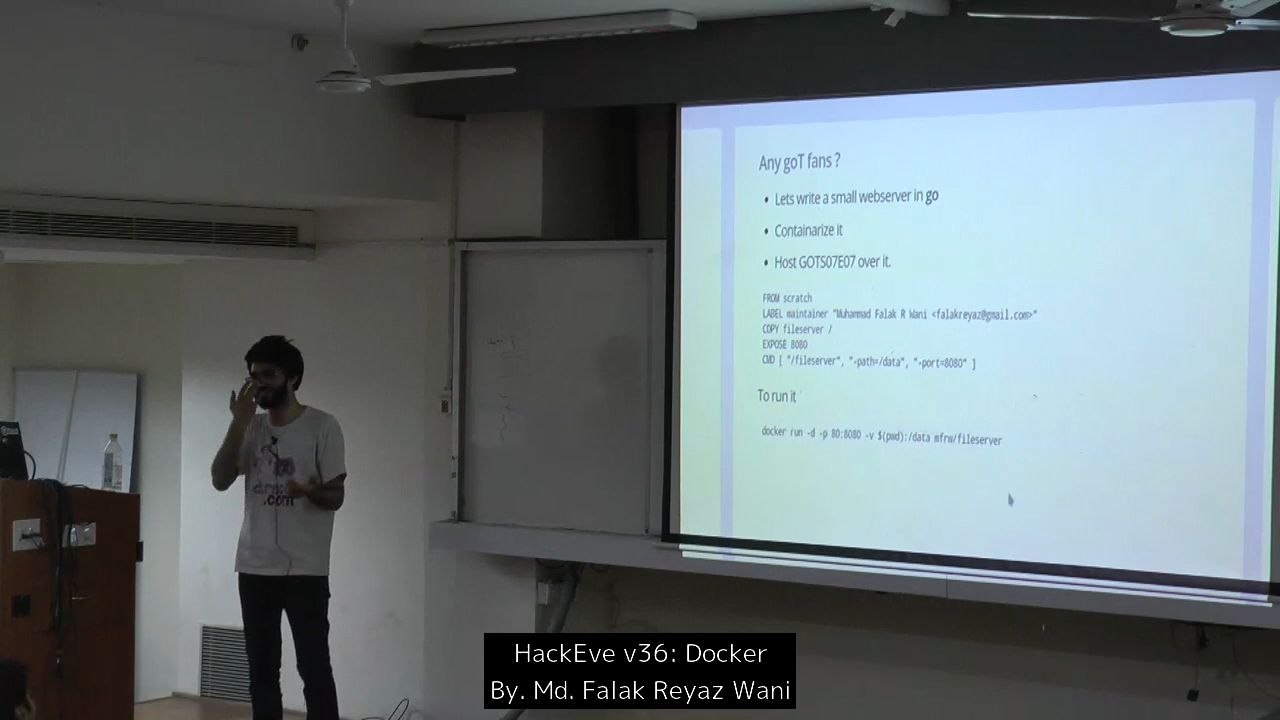 Any goT fans ?
• Lets write a small webserver in go
• Containarize it
• Host GOTS07E07 over it.
FROM scratch
LABEL maintainer "Muhammad Falak R Wani <falakreyaz@gmail.com>"
COPY fileserver /
EXPOSE 8080
CMD [ "/fileserver", "-path=/data", "-port=8080" ]
To run it
docker run -d -p 80:8080 -v $(pwd):/data mfrw/fileserver
.com
HackEve v36: Docker
By. Md. Falak Reyaz Wani